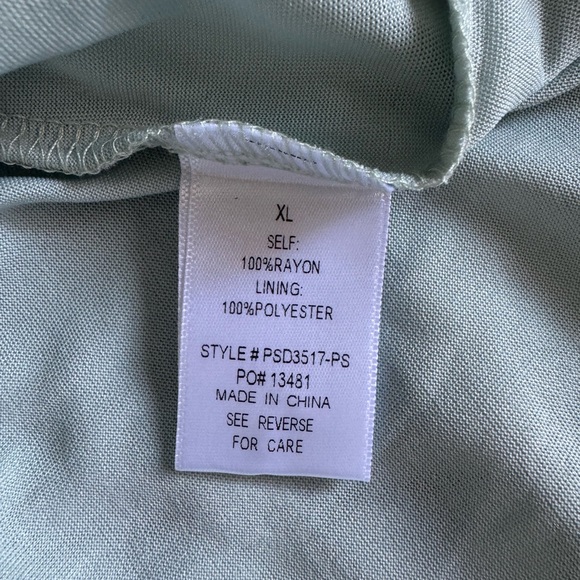 XL
SELF:
100%RAYON
LINING:
100%POLYESTER
STYLE # PSD3517-PS
PO# 13481
MADE IN CHINA
SEE REVERSE
FOR CARE